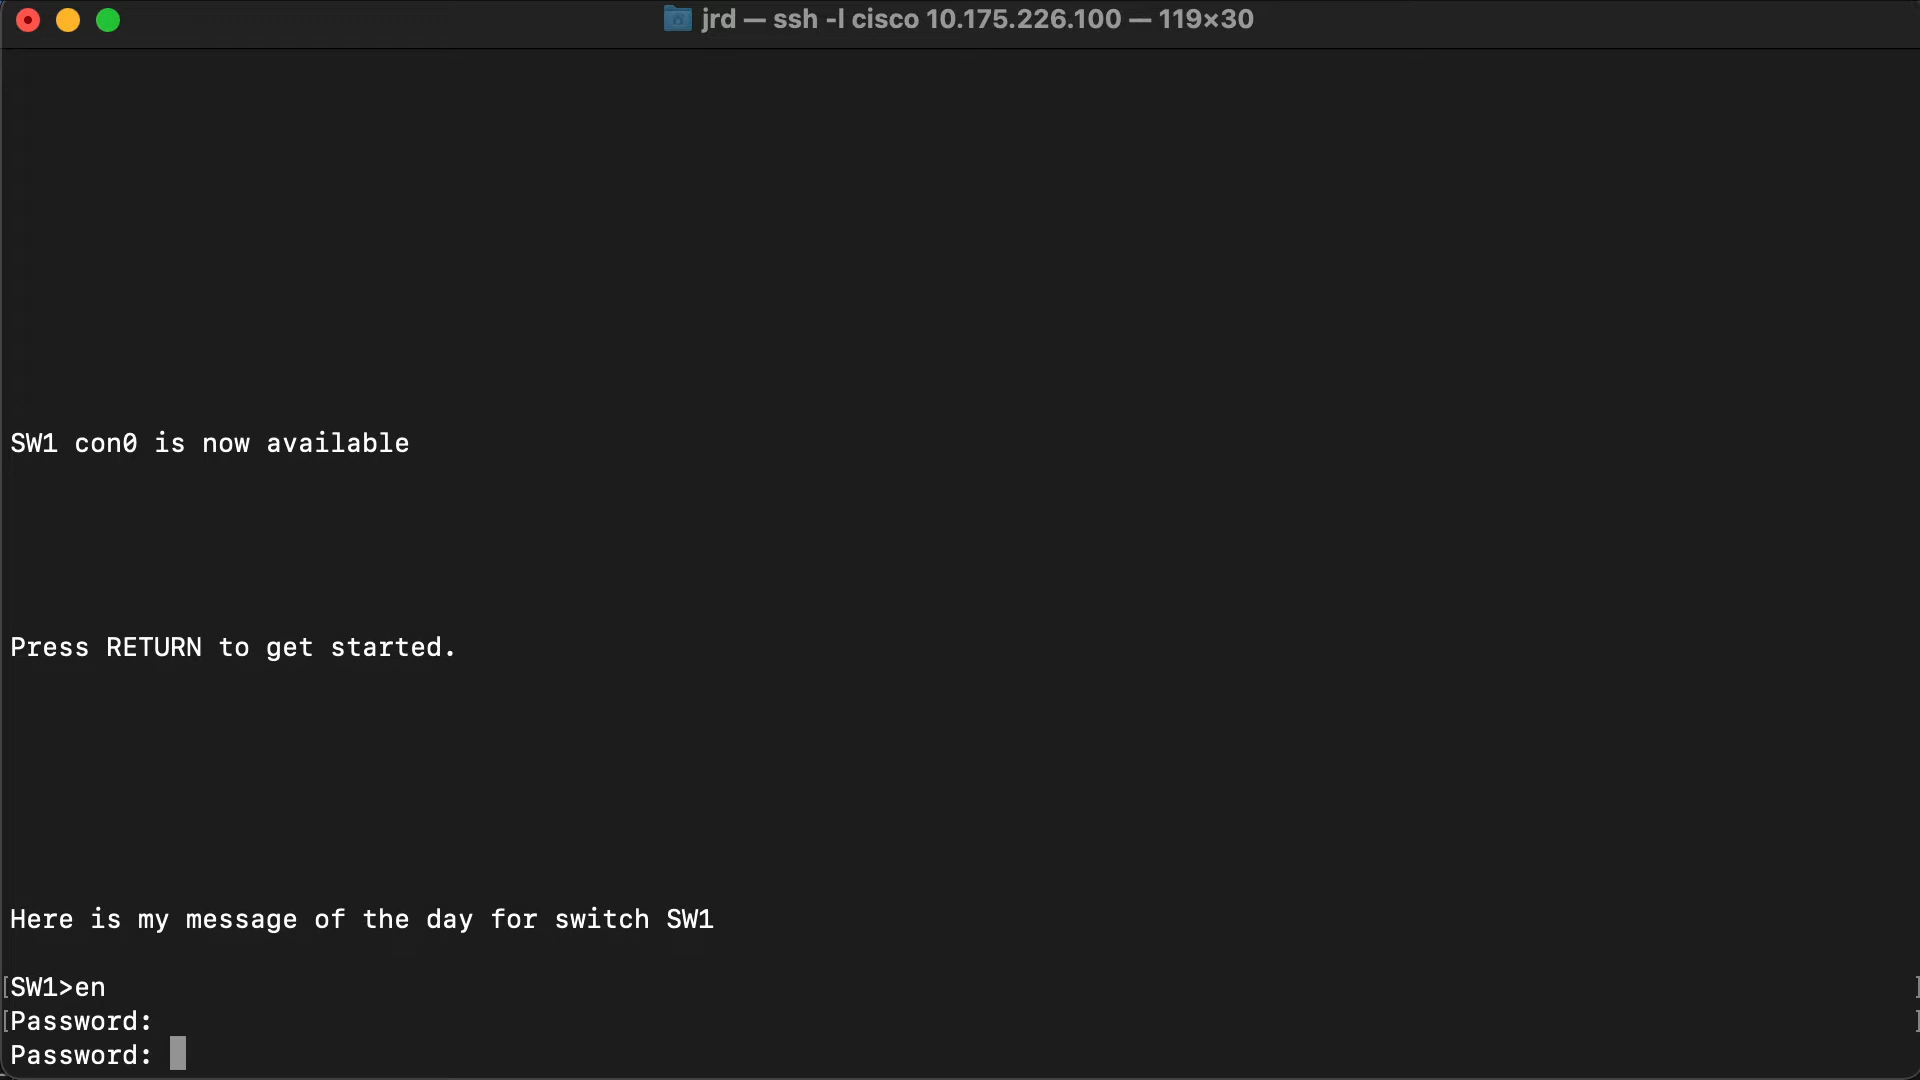 jrd — ssh -l cisco 10.175.226.100 — 119×30
SW1 con0 is now available
Press RETURN to get started.
Here is my message of the day for switch SW1
SW1>en
Password:
Password: